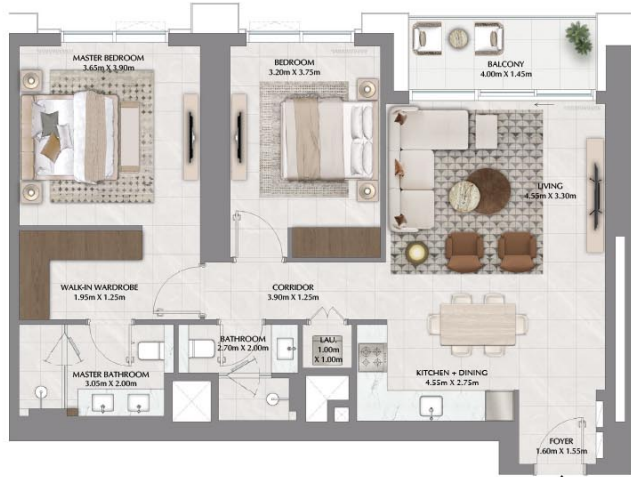 MASTER BEDROOM
3.65m X 3.90m
BEDROOM
3.20m X 3.75m
BALCONY
4.00m X 1.45m
LIVING
4.55m X 3.30m
WALK-IN WARDROBE
1.95m X 1.25m
CORRIDOR
3.90m X 1.25m
BATHROOM
2.70m X 2.00m
LAU.
1.00m
X 1.00m
MASTER BATHROOM
3.05m X 2.00m
KITCHEN + DINING
4.55m X 2.75m
FOYER
1.60m X 1.55m